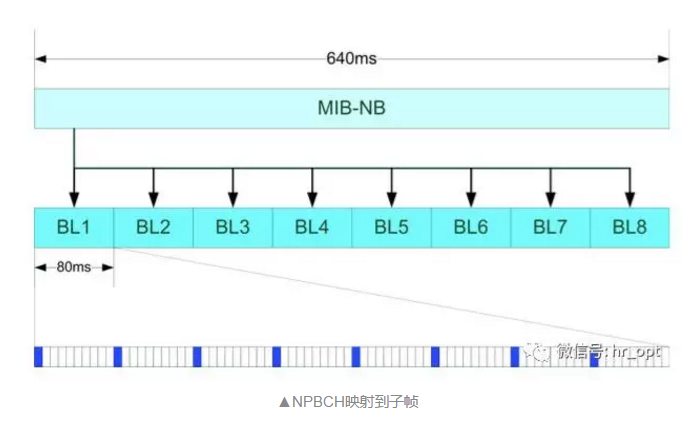 640ms
MIB-NB
BL1 BL2 BL3 BL4 BL5 BL6 BL7 BL8
80ms
微信号: hr_opt
▲NPBCH映射到子帧